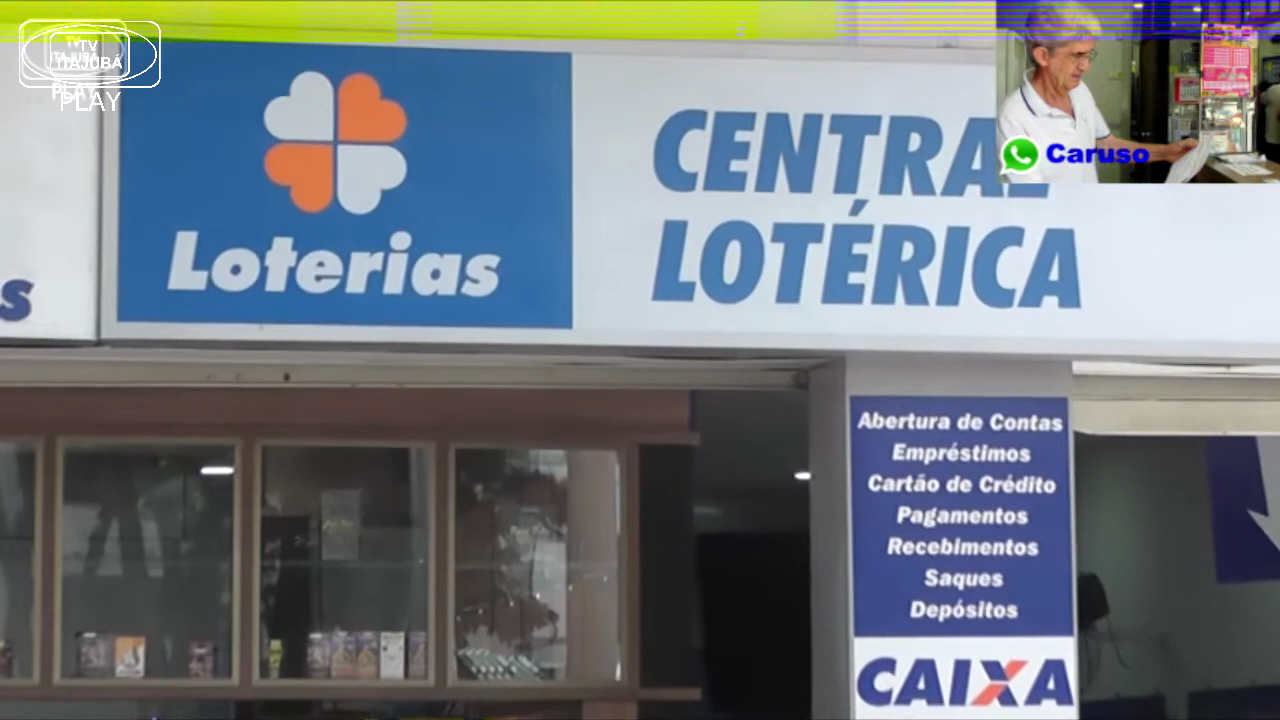 TV
ITAJUBÁ
PLAY
Caruso
Loterias
CENTRAL
LOTÉRICA
s
Abertura de Contas
Empréstimos
Cartão de Crédito
Pagamentos
Recebimentos
Saques
Depósitos
CAIXA